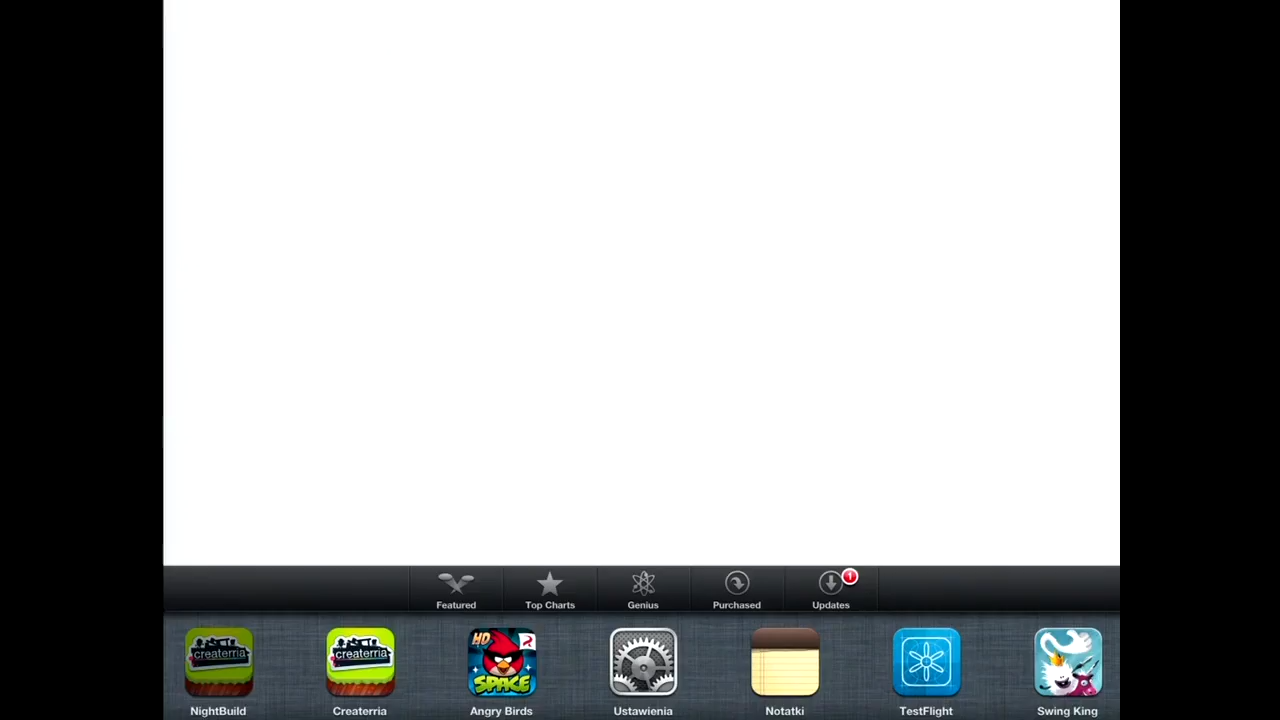 Featured Top Charts Genius Purchased Updates 1
createrria createrria HD SPACE
NightBuild Createrria Angry Birds Ustawienia Notatki TestFlight Swing King